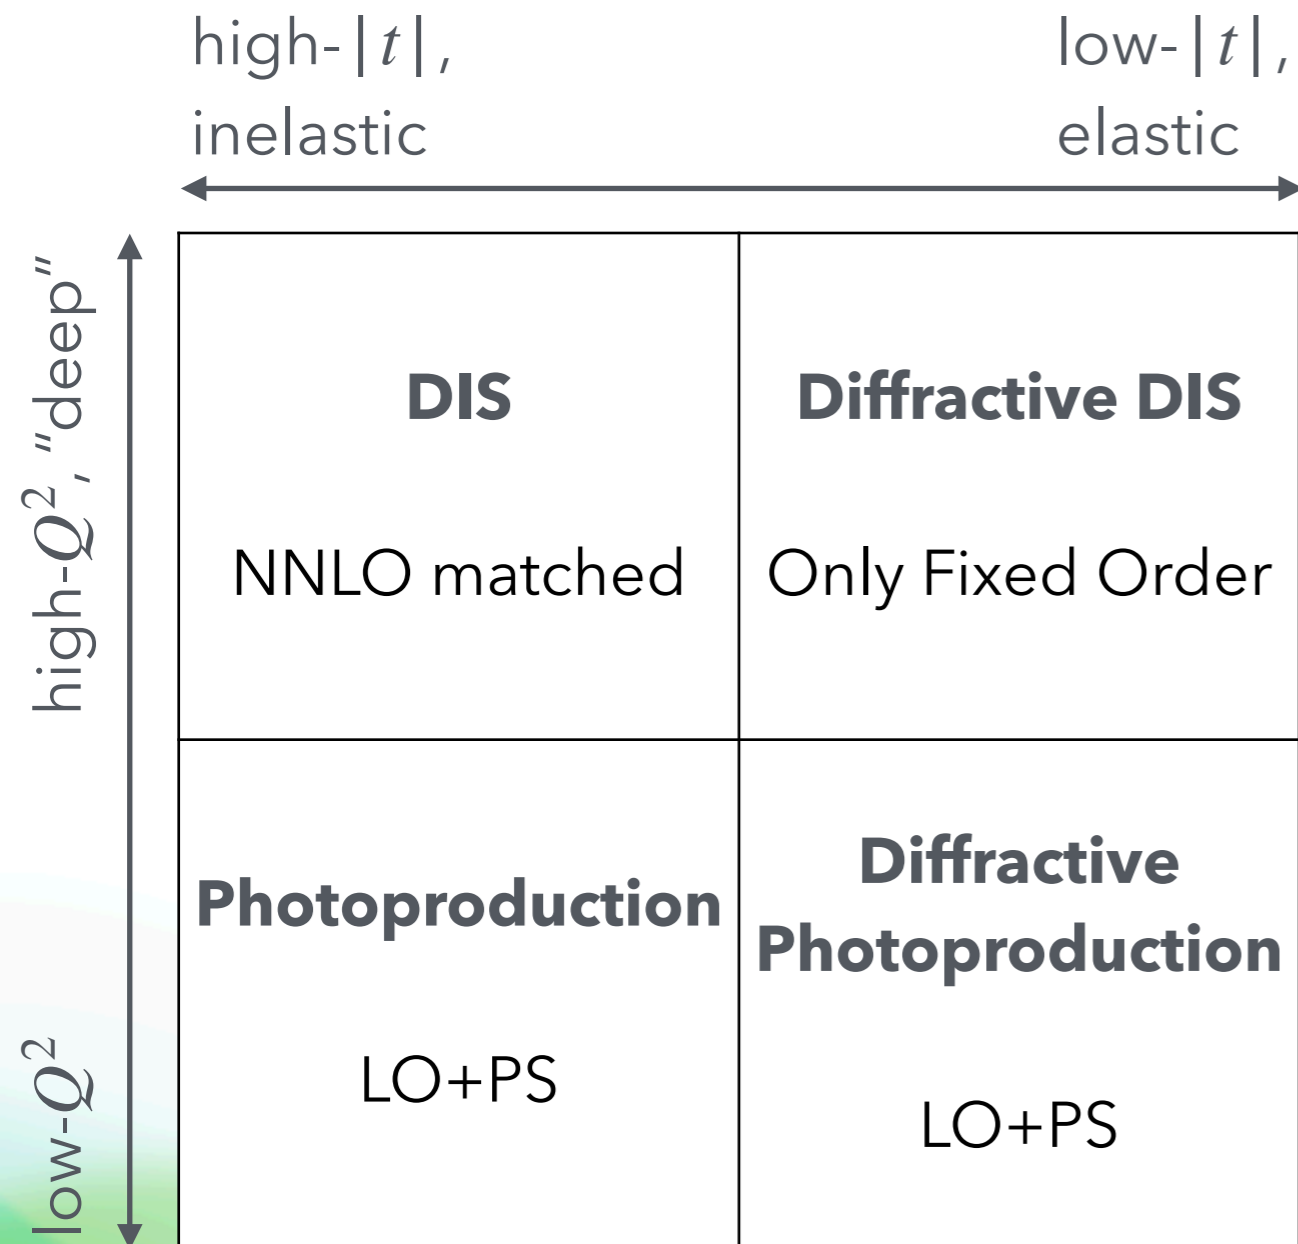 high-|t|,
inelastic
low-|t|,
elastic
high-Q², "deep"
low-Q²
DIS
NNLO matched
Diffractive DIS
Only Fixed Order
Photoproduction
LO+PS
Diffractive
Photoproduction
LO+PS